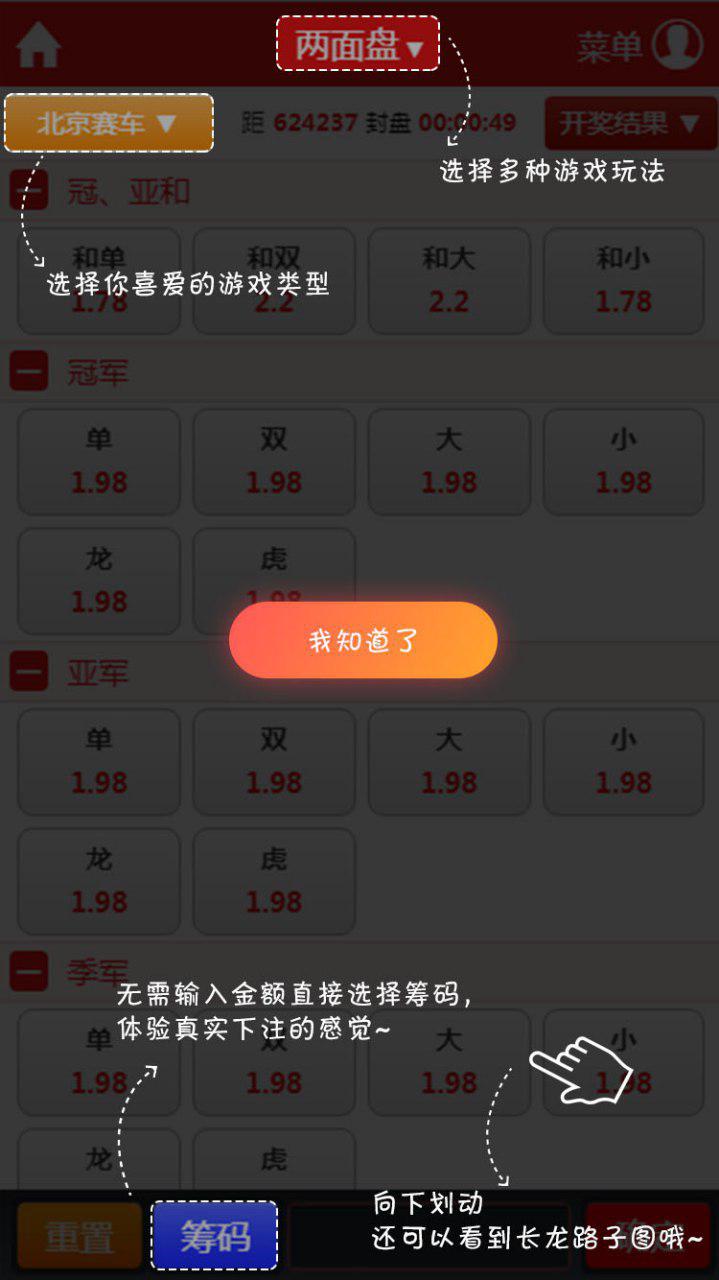 两面盘▼
菜单
北京赛车 ▼
距 624237 封盘 00:00:49
开奖结果 ▼
选择多种游戏玩法
冠、亚和
和单 和双 和大 和小
选择你喜爱的游戏类型
1.78 2.2 2.2 1.78
冠军
单 双 大 小
1.98 1.98 1.98 1.98
龙 虎
1.98 1.98
我知道了
亚军
单 双 大 小
1.98 1.98 1.98 1.98
龙 虎
1.98 1.98
季军
无需输入金额直接选择筹码,
体验真实下注的感觉~
单 双 大 小
1.98 1.98 1.98 1.98
龙 虎
向下划动
还可以看到长龙路子图哦~
重置 筹码